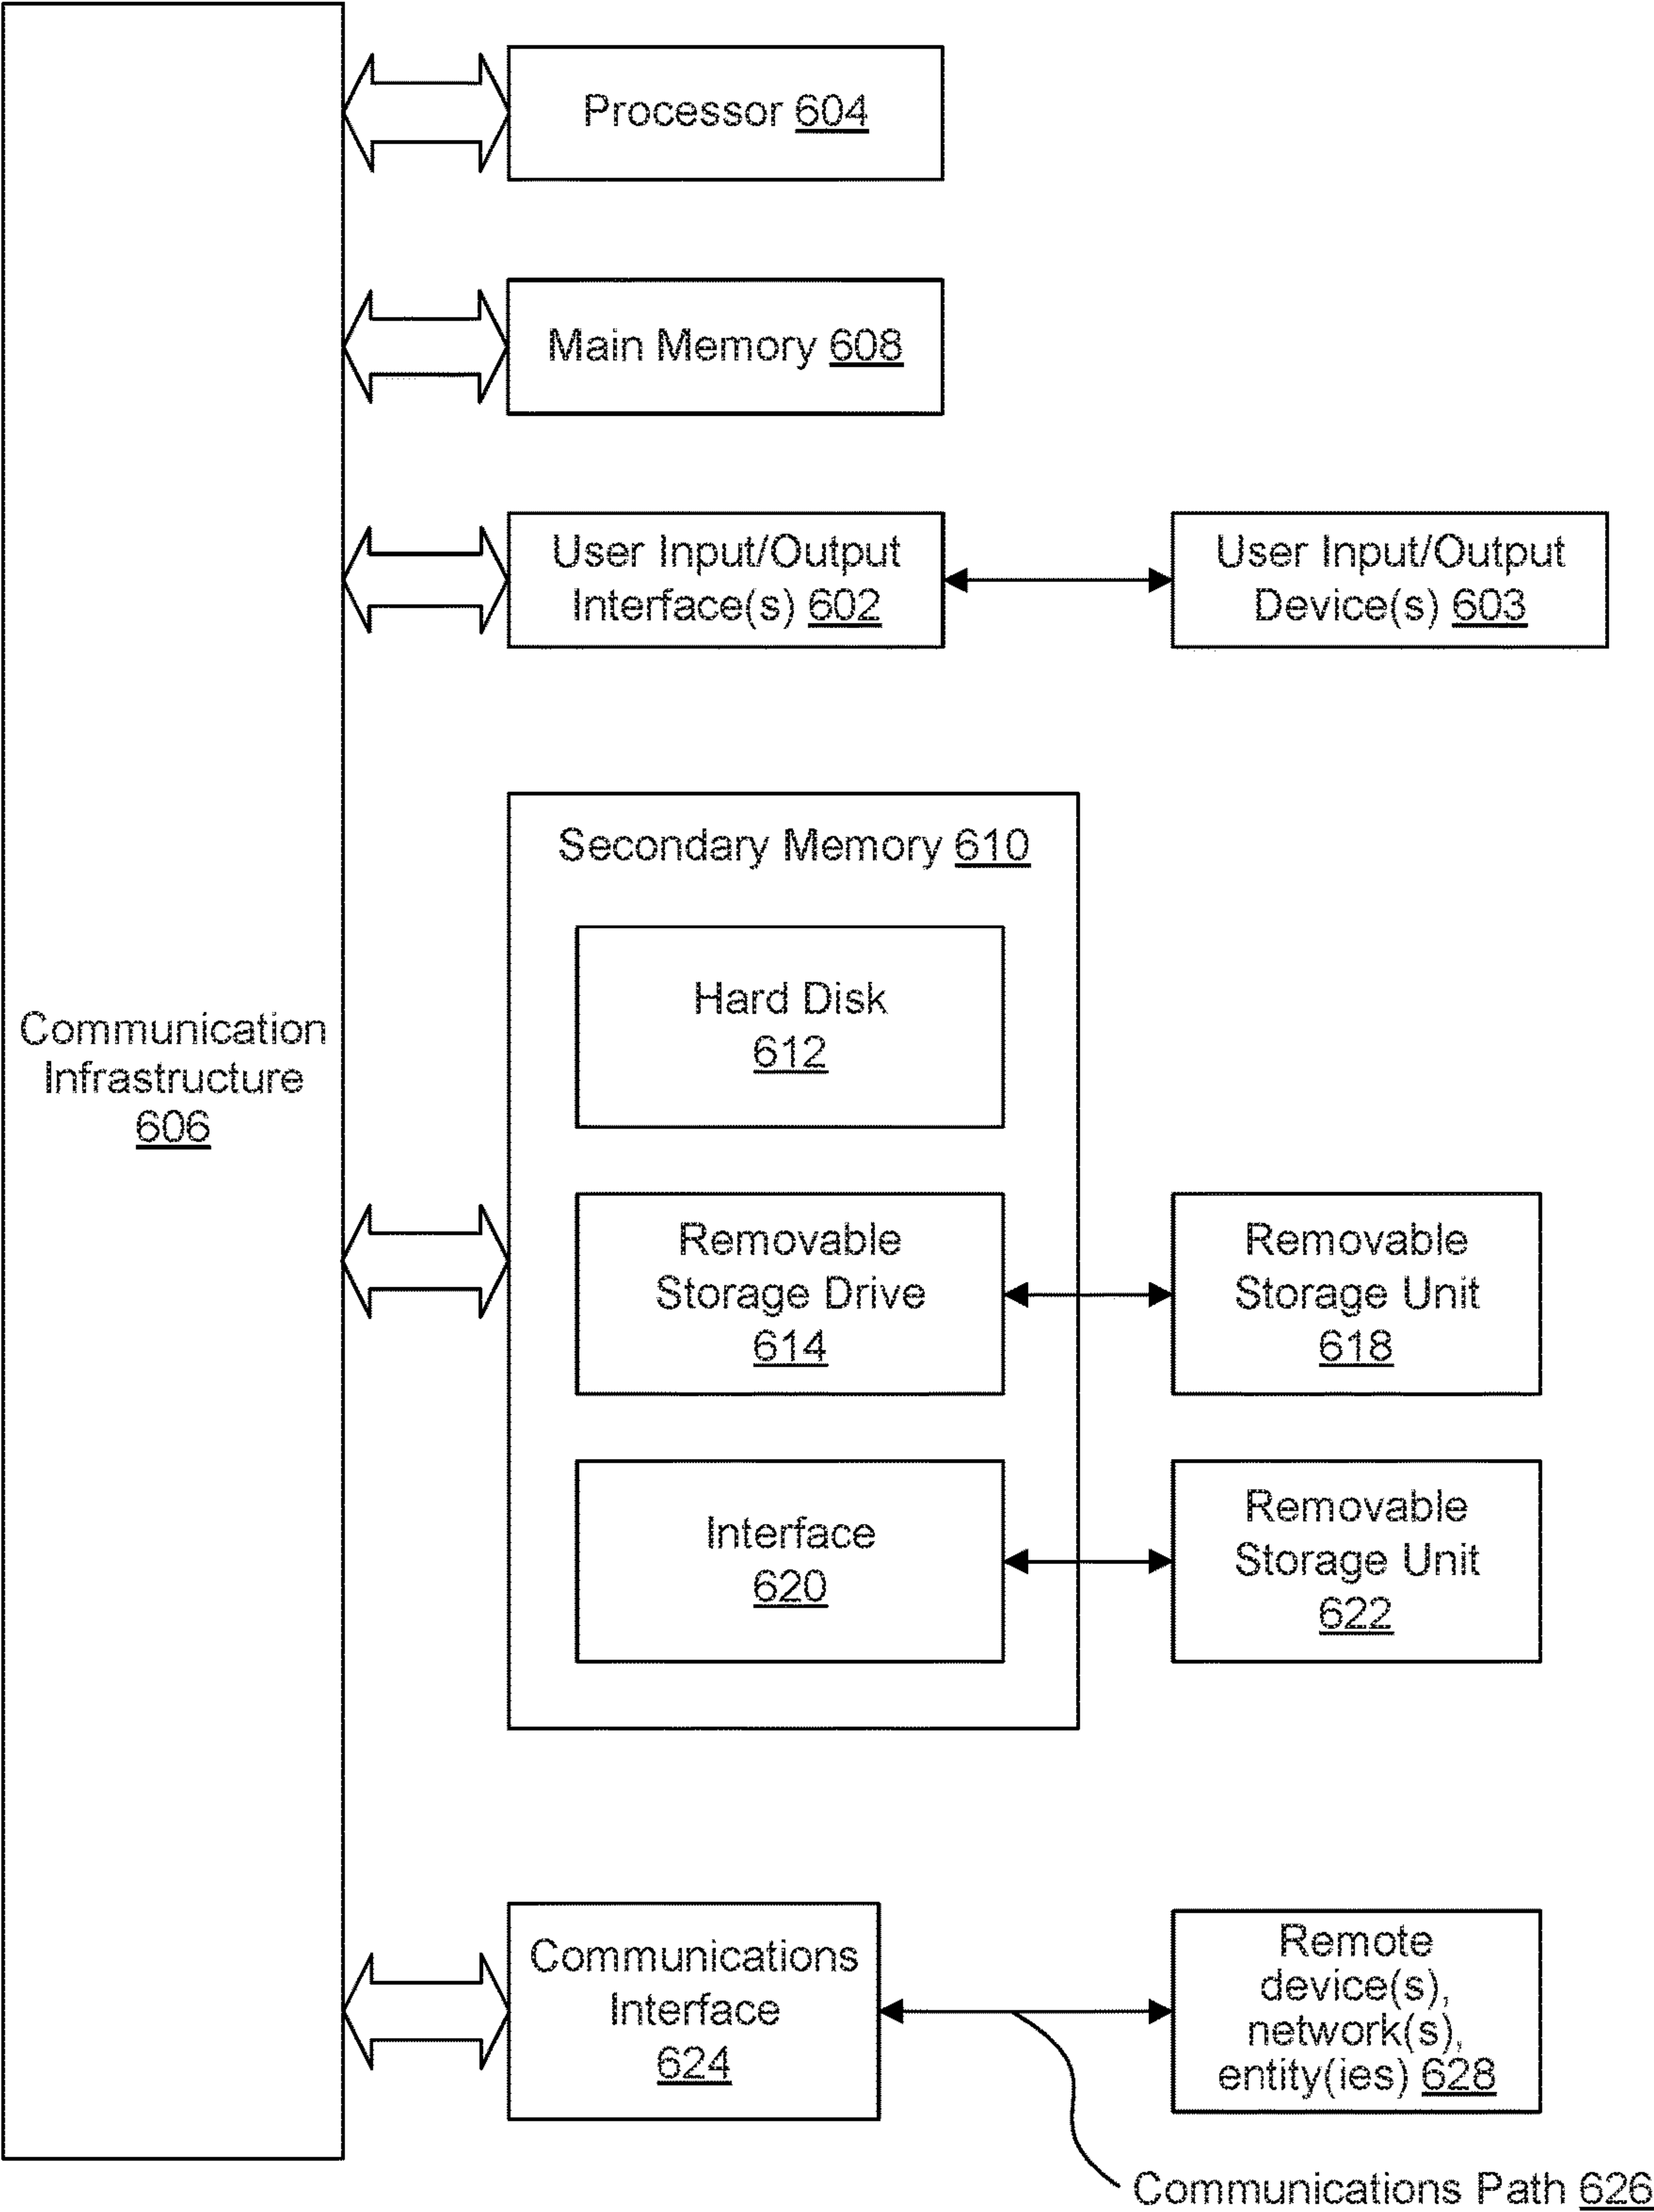 Processor 604
Main Memory 608
User Input/Output
Interface(s) 602
User Input/Output
Device(s) 603
Secondary Memory 610
Hard Disk
612
Communication
Infrastructure
606
Removable
Storage Drive
614
Removable
Storage Unit
618
Interface
620
Removable
Storage Unit
622
Communications
Interface
624
Remote
device(s),
network(s),
entity(ies) 628
Communications Path 626